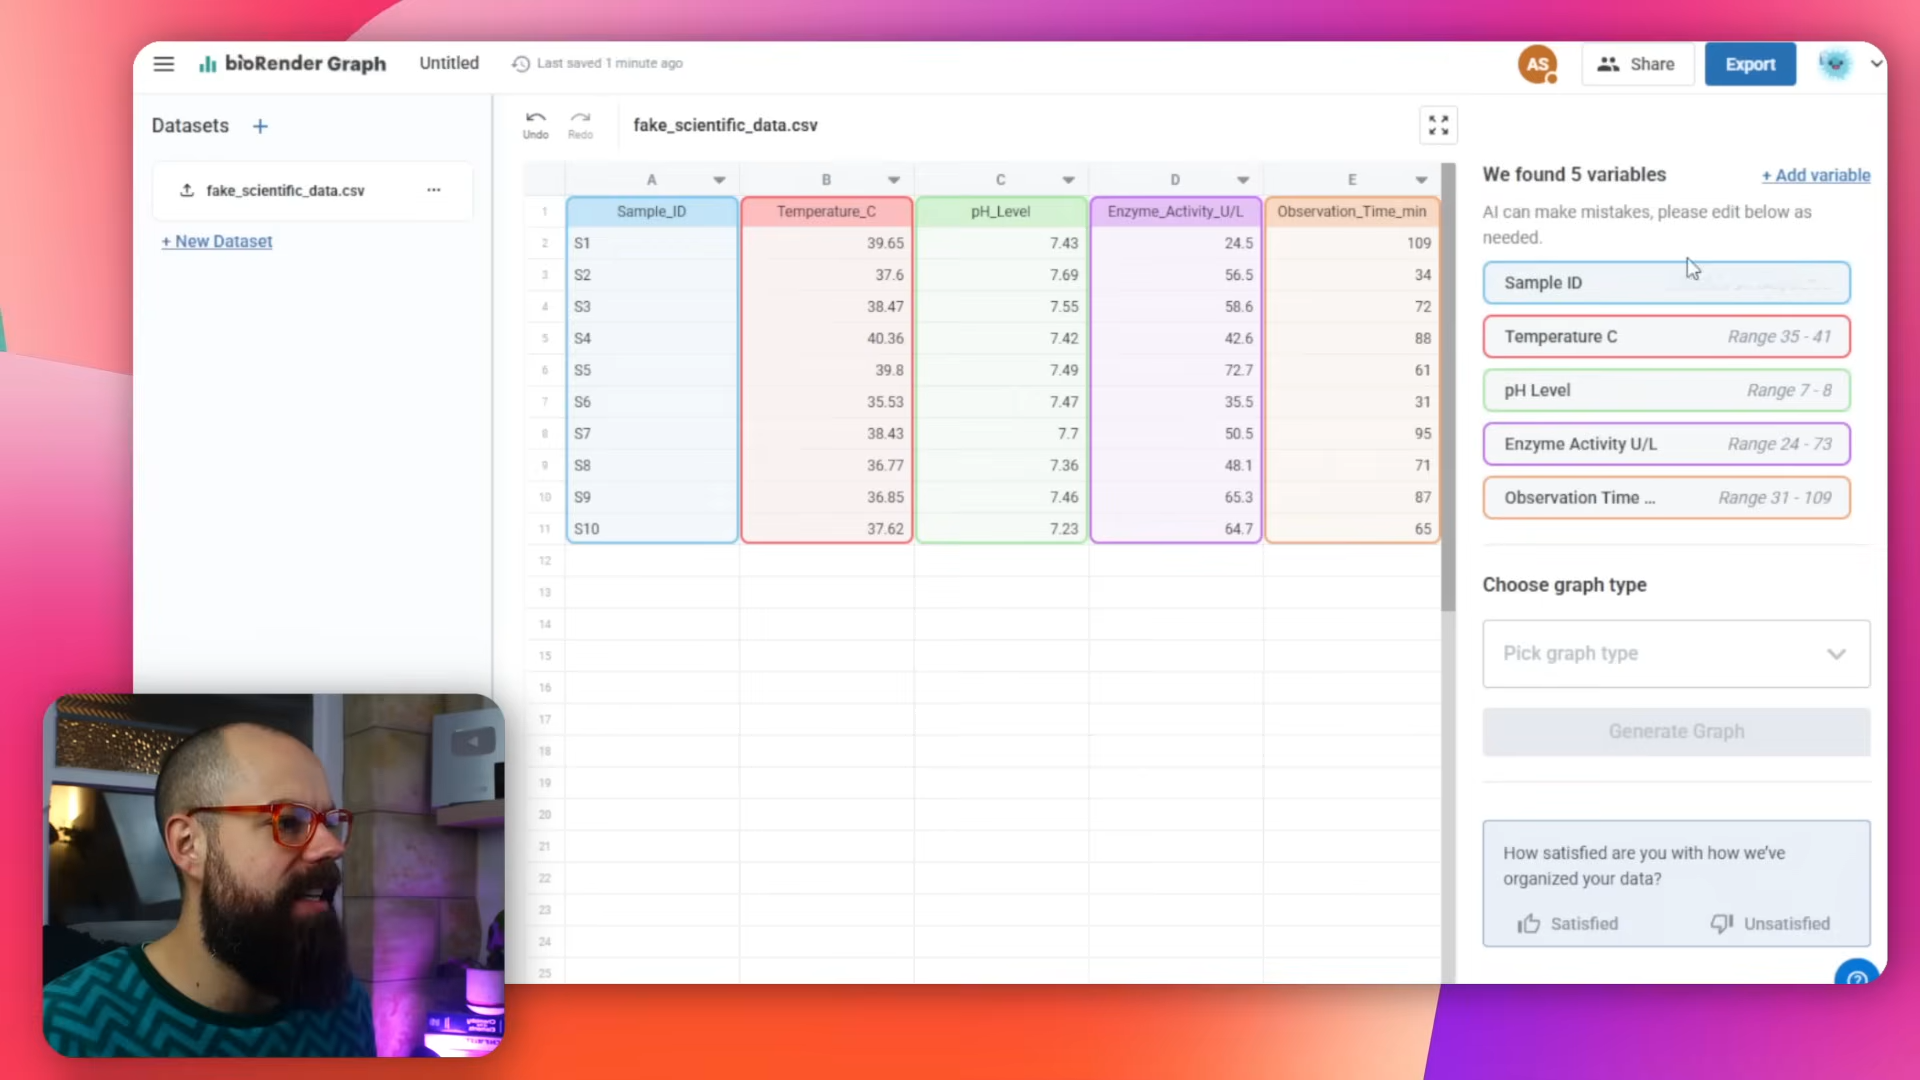 bioRender Graph
Untitled
Last saved 1 minute ago
AS
Share
Export
Datasets +
Undo
Redo
fake_scientific_data.csv
fake_scientific_data.csv
+ New Dataset
A B C D E
1 Sample_ID Temperature_C pH_Level Enzyme_Activity_U/L Observation_Time_min
2 S1 39.65 7.43 24.5 109
3 S2 37.6 7.69 56.5 34
4 S3 38.47 7.55 58.6 72
5 S4 40.36 7.42 42.6 88
6 S5 39.8 7.49 72.7 61
7 S6 35.53 7.47 35.5 31
8 S7 38.43 7.7 50.5 95
9 S8 36.77 7.36 48.1 71
10 S9 36.85 7.46 65.3 87
11 S10 37.62 7.23 64.7 65
12
13
14
15
16
17
18
19
20
21
22
23
24
25
We found 5 variables
+ Add variable
AI can make mistakes, please edit below as
needed.
Sample ID
Temperature C Range 35 - 41
pH Level Range 7 - 8
Enzyme Activity U/L Range 24 - 73
Observation Time ... Range 31 - 109
Choose graph type
Pick graph type
Generate Graph
How satisfied are you with how we've
organized your data?
Satisfied
Unsatisfied